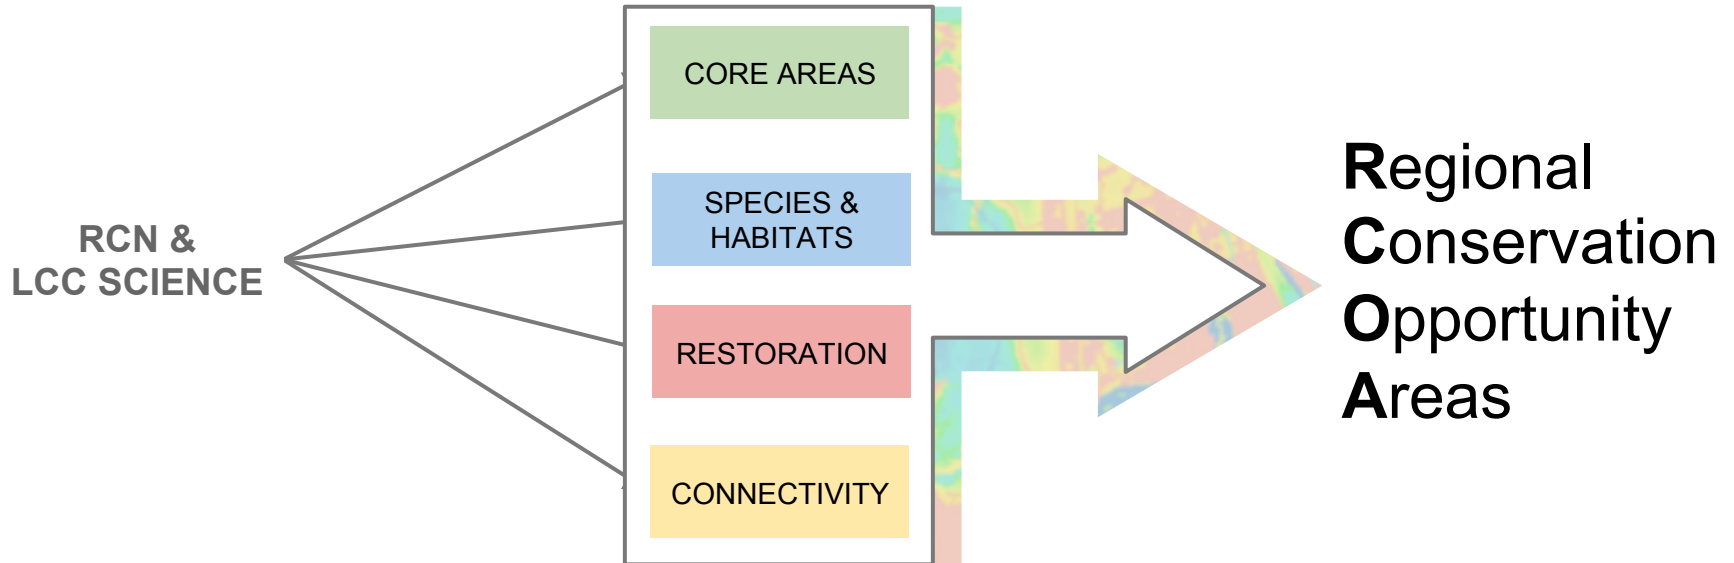 RCN &
LCC SCIENCE
CORE AREAS
SPECIES &
HABITATS
RESTORATION
CONNECTIVITY
Regional
Conservation
Opportunity
Areas